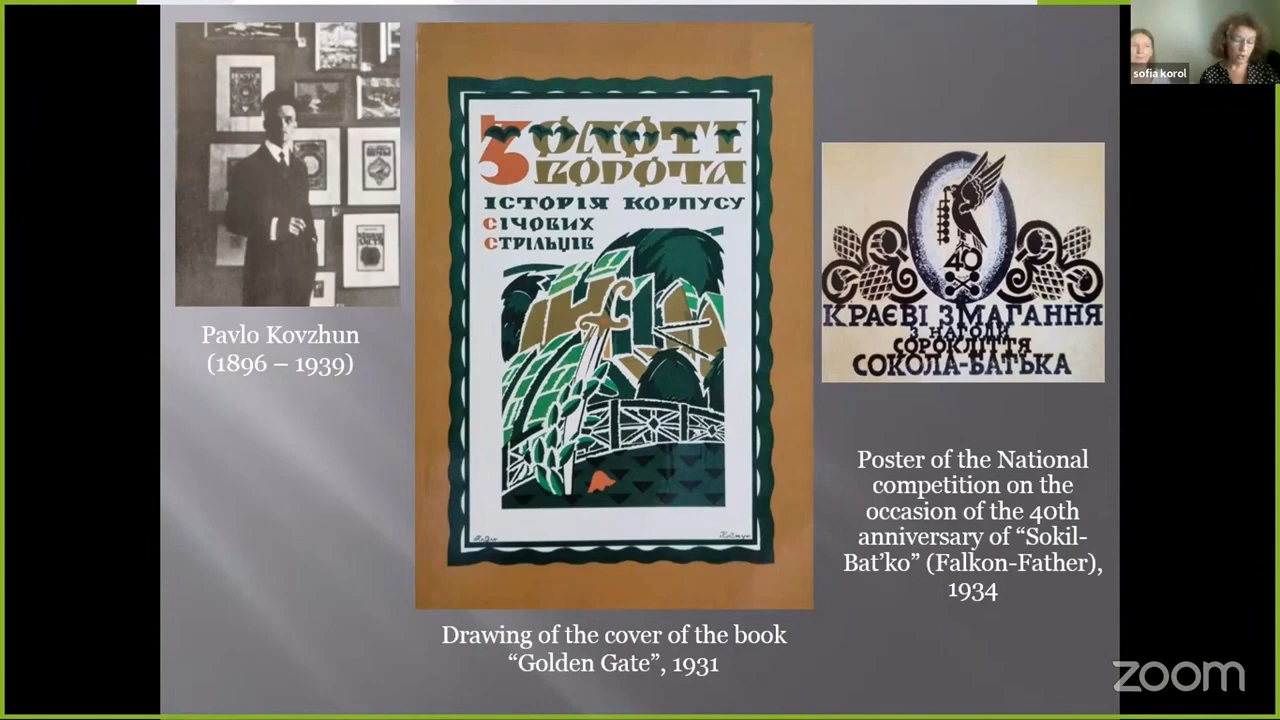 sofia korol
ЗОЛОТІ
ВОРОТА
ІСТОРІЯ КОРПУСУ
СІЧОВИХ
СТРІЛЬЦІВ
40
КРАЄВІ ЗМАГАННЯ
З НАГОДИ
СОРОКЛІТТЯ
СОКОЛА-БАТЬКА
Pavlo Kovzhun
(1896 – 1939)
Poster of the National
competition on the
occasion of the 40th
anniversary of “Sokil-
Bat’ko” (Falkon-Father),
1934
Drawing of the cover of the book
“Golden Gate”, 1931
zoom